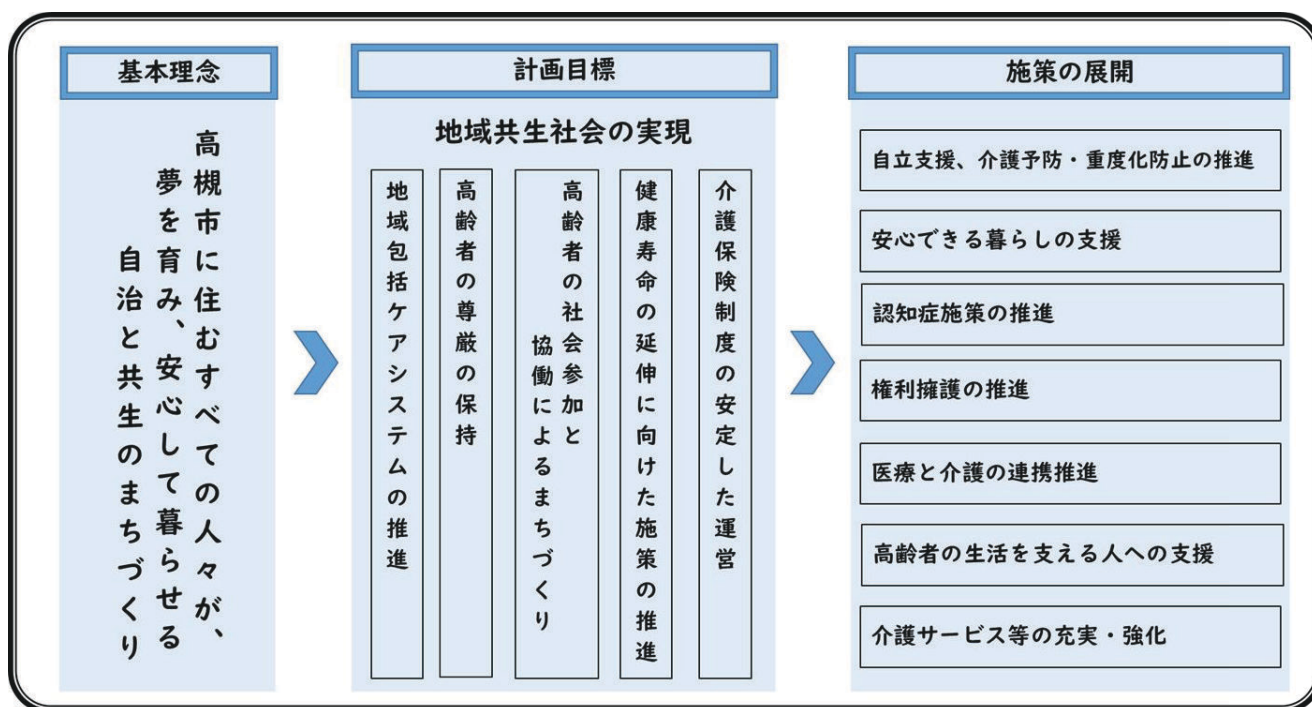 基本理念
高槻市に住むすべての人々が、
夢を育み、安心して暮らせる
自治と共生のまちづくり
計画目標
地域共生社会の実現
地域包括ケアシステムの推進
高齢者の尊厳の保持
高齢者の社会参加と
協働によるまちづくり
健康寿命の延伸に向けた施策の推進
介護保険制度の安定した運営
施策の展開
自立支援、介護予防・重度化防止の推進
安心できる暮らしの支援
認知症施策の推進
権利擁護の推進
医療と介護の連携推進
高齢者の生活を支える人への支援
介護サービス等の充実・強化